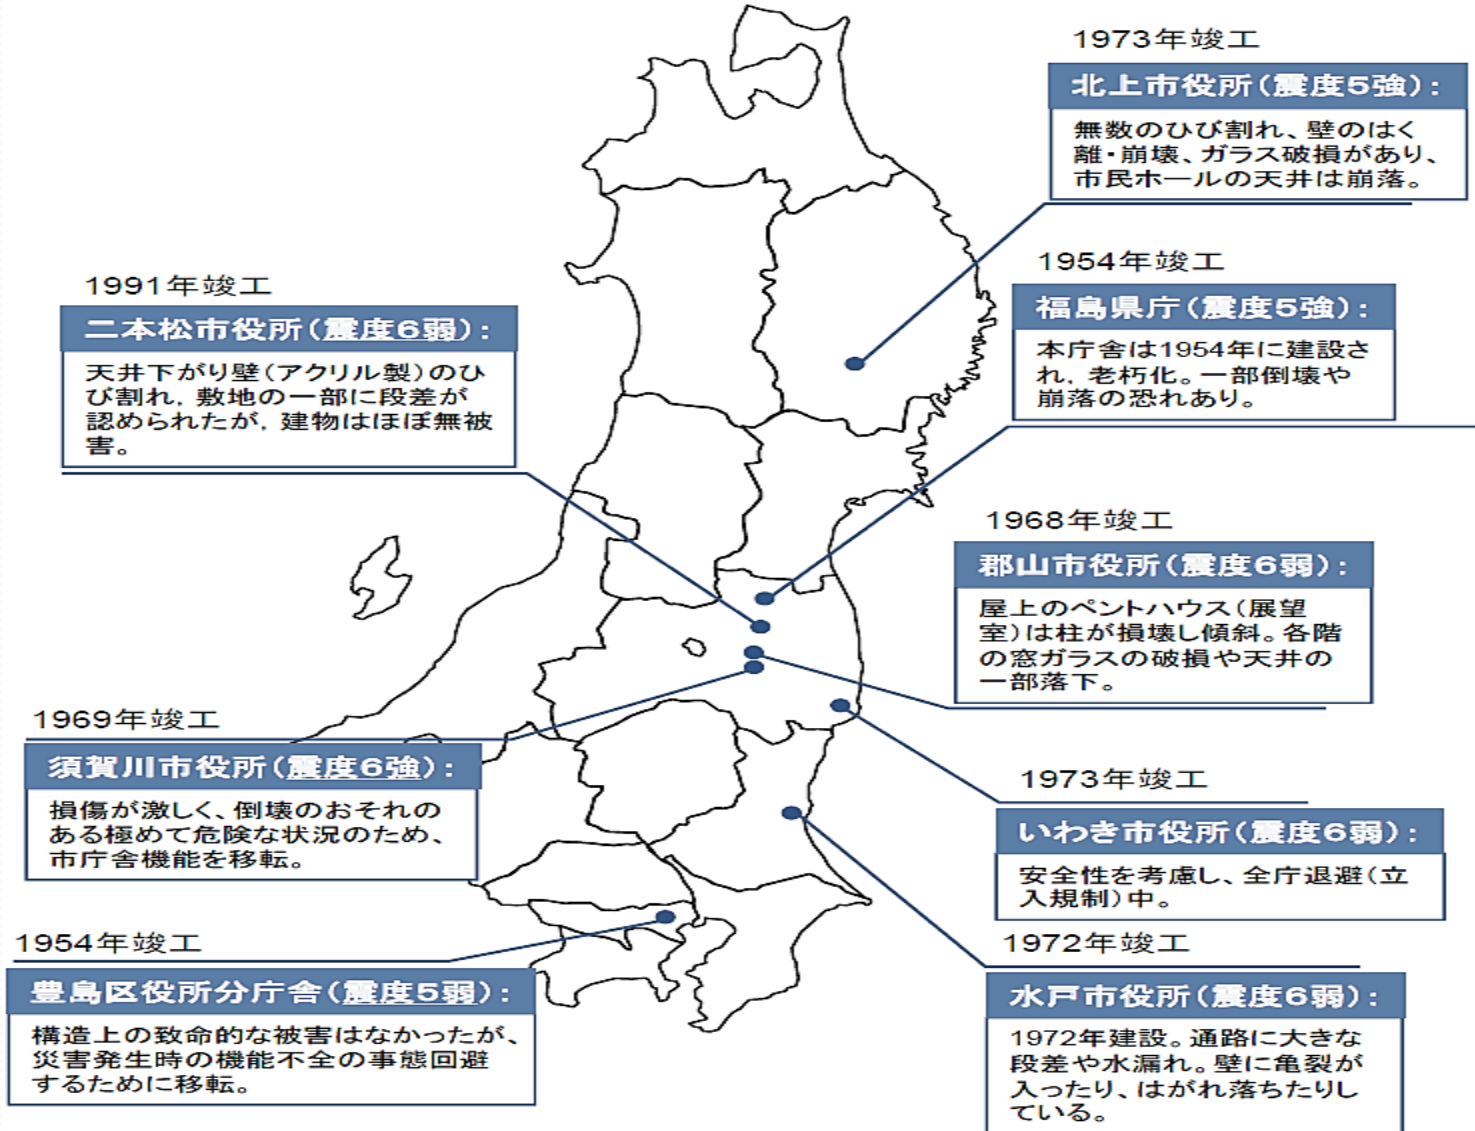 1973年竣工
北上市役所(震度5強):
無数のひび割れ、壁のはく
離・崩壊、ガラス破損があり、
市民ホールの天井は崩落。
1954年竣工
福島県庁(震度5強):
本庁舎は1954年に建設さ
れ，老朽化。一部倒壊や
崩落の恐れあり。
1991年竣工
二本松市役所(震度6弱):
天井下がり壁(アクリル製)のひ
び割れ，敷地の一部に段差が
認められたが，建物はほぼ無被
害。
1968年竣工
郡山市役所(震度6弱):
屋上のペントハウス(展望
室)は柱が損壊し傾斜。各階
の窓ガラスの破損や天井の
一部落下。
1969年竣工
須賀川市役所(震度6強):
損傷が激しく、倒壊のおそれの
ある極めて危険な状況のため、
市庁舎機能を移転。
1973年竣工
いわき市役所(震度6弱):
安全性を考慮し、全庁退避(立
入規制)中。
1954年竣工
豊島区役所分庁舎(震度5弱):
構造上の致命的な被害はなかったが、
災害発生時の機能不全の事態回避
するために移転。
1972年竣工
水戸市役所(震度6弱):
1972年建設。通路に大きな
段差や水漏れ。壁に亀裂が
入ったり、はがれ落ちたりし
ている。